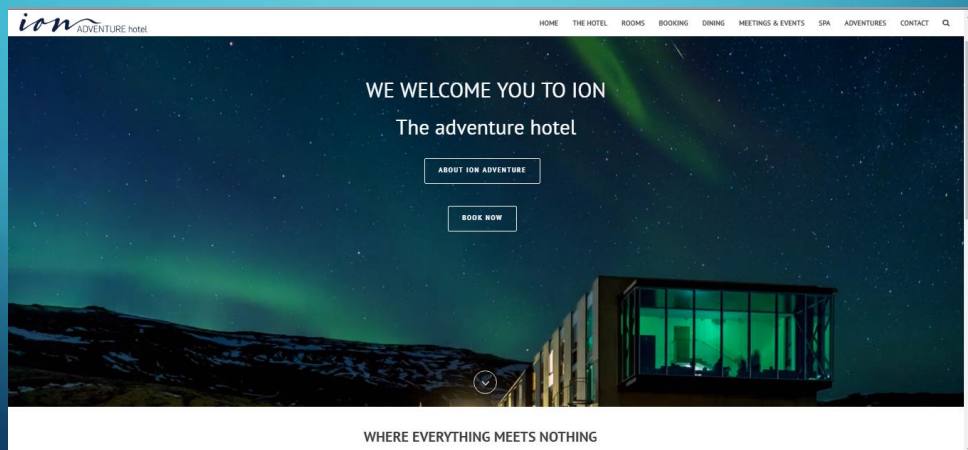 ion ADVENTURE hotel
HOME THE HOTEL ROOMS BOOKING DINING MEETINGS & EVENTS SPA ADVENTURES CONTACT
WE WELCOME YOU TO ION
The adventure hotel
ABOUT ION ADVENTURE
BOOK NOW
WHERE EVERYTHING MEETS NOTHING